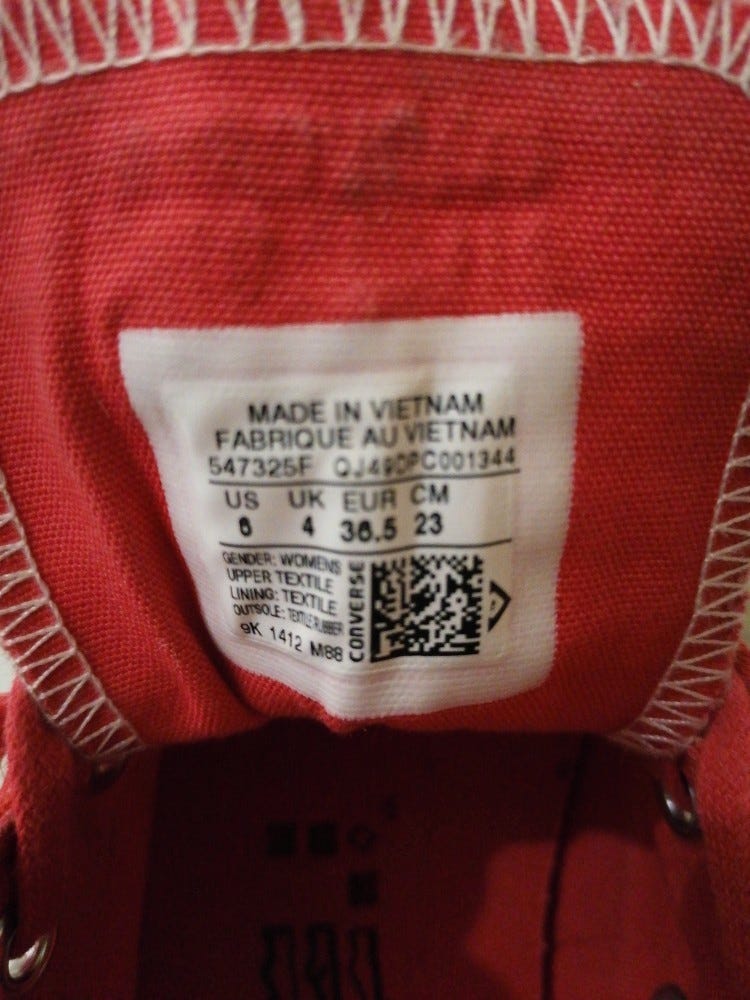 MADE IN VIETNAM
FABRIQUE AU VIETNAM
547325F QJ49DPC001344
US UK EUR CM
6 4 36.5 23
GENDER: WOMENS
UPPER TEXTILE
LINING: TEXTILE
OUTSOLE: TEXTILE/RUBBER
9K 1412 M88
CONVERSE